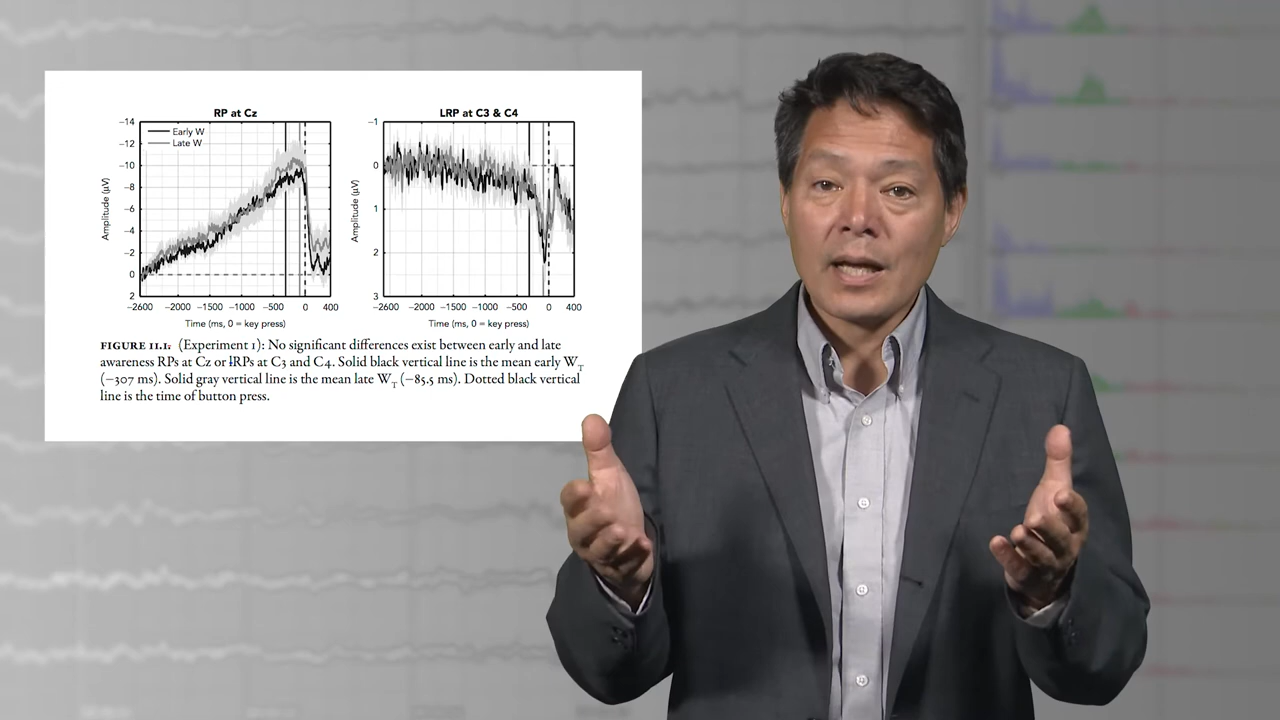 RP at Cz
−14
−12
−10
−8
−6
−4
−2
0
2
Amplitude (µV)
Early W
Late W
−2600 −2000 −1500 −1000 −500 0 400
Time (ms, 0 = key press)
LRP at C3 & C4
−1
0
1
2
3
Amplitude (µV)
−2600 −2000 −1500 −1000 −500 0 400
Time (ms, 0 = key press)
FIGURE 11.1. (Experiment 1): No significant differences exist between early and late
awareness RPs at Cz or lRPs at C3 and C4. Solid black vertical line is the mean early W_T
(−307 ms). Solid gray vertical line is the mean late W_T (−85.5 ms). Dotted black vertical
line is the time of button press.